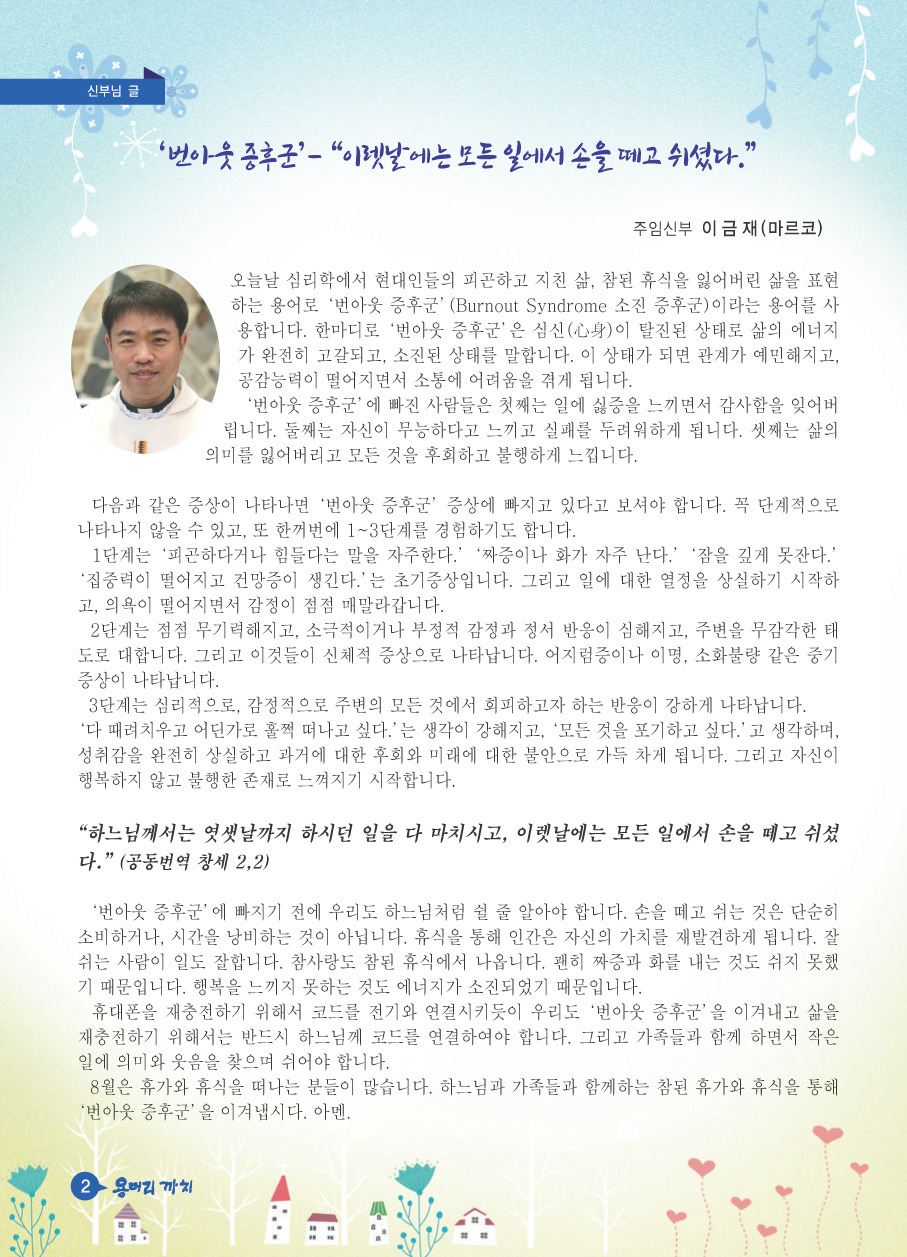 신부님 글
‘번아웃 증후군’ - “이렛날에는 모든 일에서 손을 떼고 쉬셨다.”
주임신부 이 금 재(마르코)
오늘날 심리학에서 현대인들의 피곤하고 지친 삶, 참된 휴식을 잃어버린 삶을 표현
하는 용어로 ‘번아웃 증후군’(Burnout Syndrome 소진 증후군)이라는 용어를 사
용합니다. 한마디로 ‘번아웃 증후군’은 심신(心身)이 탈진된 상태로 삶의 에너지
가 완전히 고갈되고, 소진된 상태를 말합니다. 이 상태가 되면 관계가 예민해지고,
공감능력이 떨어지면서 소통에 어려움을 겪게 됩니다.
‘번아웃 증후군’에 빠진 사람들은 첫째는 일에 싫증을 느끼면서 감사함을 잊어버
립니다. 둘째는 자신이 무능하다고 느끼고 실패를 두려워하게 됩니다. 셋째는 삶의
의미를 잃어버리고 모든 것을 후회하고 불행하게 느낍니다.
다음과 같은 증상이 나타나면 ‘번아웃 증후군’ 증상에 빠지고 있다고 보셔야 합니다. 꼭 단계적으로
나타나지 않을 수 있고, 또 한꺼번에 1~3단계를 경험하기도 합니다.
1단계는 ‘피곤하다거나 힘들다는 말을 자주한다.’ ‘짜증이나 화가 자주 난다.’ ‘잠을 깊게 못잔다.’
‘집중력이 떨어지고 건망증이 생긴다.’는 초기증상입니다. 그리고 일에 대한 열정을 상실하기 시작하
고, 의욕이 떨어지면서 감정이 점점 메말라갑니다.
2단계는 점점 무기력해지고, 소극적이거나 부정적 감정과 정서 반응이 심해지고, 주변을 무감각한 태
도로 대합니다. 그리고 이것들이 신체적 증상으로 나타납니다. 어지럼증이나 이명, 소화불량 같은 중기
증상이 나타납니다.
3단계는 심리적으로, 감정적으로 주변의 모든 것에서 회피하고자 하는 반응이 강하게 나타납니다.
‘다 때려치우고 어딘가로 훌쩍 떠나고 싶다.’는 생각이 강해지고, ‘모든 것을 포기하고 싶다.’고 생각하며,
성취감을 완전히 상실하고 과거에 대한 후회와 미래에 대한 불안으로 가득 차게 됩니다. 그리고 자신이
행복하지 않고 불행한 존재로 느껴지기 시작합니다.
“하느님께서는 엿샛날까지 하시던 일을 다 마치시고, 이렛날에는 모든 일에서 손을 떼고 쉬셨
다.” (공동번역 창세 2,2)
‘번아웃 증후군’에 빠지기 전에 우리도 하느님처럼 쉴 줄 알아야 합니다. 손을 떼고 쉬는 것은 단순히
소비하거나, 시간을 낭비하는 것이 아닙니다. 휴식을 통해 인간은 자신의 가치를 재발견하게 됩니다. 잘
쉬는 사람이 일도 잘합니다. 참사랑도 참된 휴식에서 나옵니다. 괜히 짜증과 화를 내는 것도 쉬지 못했
기 때문입니다. 행복을 느끼지 못하는 것도 에너지가 소진되었기 때문입니다.
휴대폰을 재충전하기 위해서 코드를 전기와 연결시키듯이 우리도 ‘번아웃 증후군’을 이겨내고 삶을
재충전하기 위해서는 반드시 하느님께 코드를 연결하여야 합니다. 그리고 가족들과 함께 하면서 작은
일에 의미와 웃음을 찾으며 쉬어야 합니다.
8월은 휴가와 휴식을 떠나는 분들이 많습니다. 하느님과 가족들과 함께하는 참된 휴가와 휴식을 통해
‘번아웃 증후군’을 이겨냅시다. 아멘.
2 용머리 까치